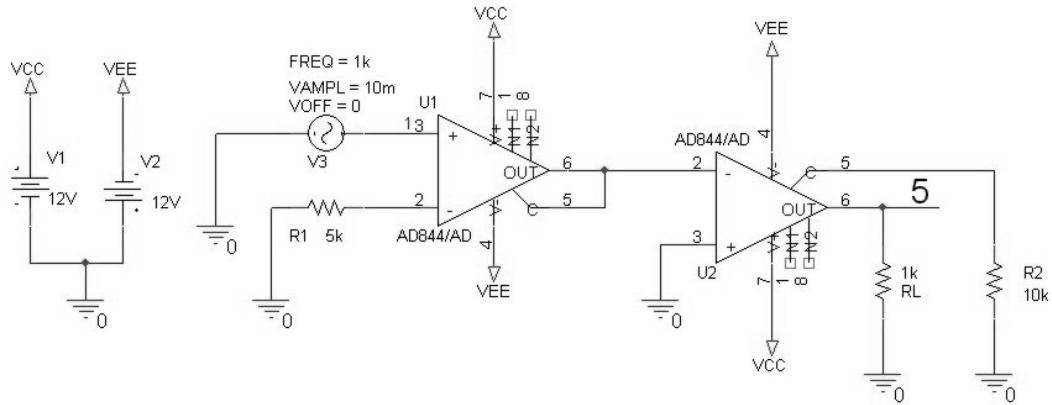 VCC
VEE
V1
12V
V2
12V
0
FREQ = 1k
VAMPL = 10m
VOFF = 0
V3
0
R1 5k
0
U1
VCC
7
1
8
V+
N1
N2
1
3
+
2
-
OUT
6
C
5
V-
4
AD844/AD
VEE
VEE
4
AD844/AD
V-
2
-
3
+
C
5
OUT
6
V+
N1
N2
U2
7
1
8
VCC
0
5
1k
RL
0
R2
10k
0